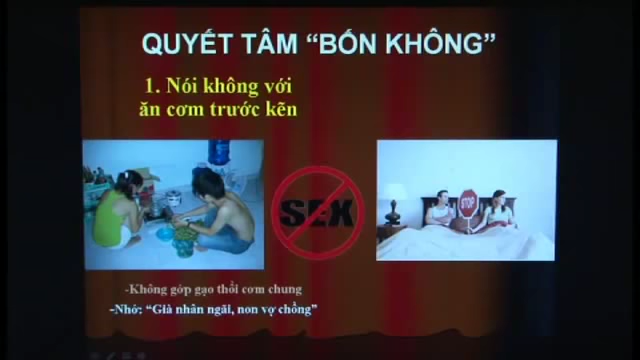 QUYẾT TÂM “BỐN KHÔNG”
1. Nói không với
ăn cơm trước kẽn
SEX
STOP
-Không góp gạo thổi cơm chung
-Nhớ: “Già nhân ngãi, non vợ chồng”